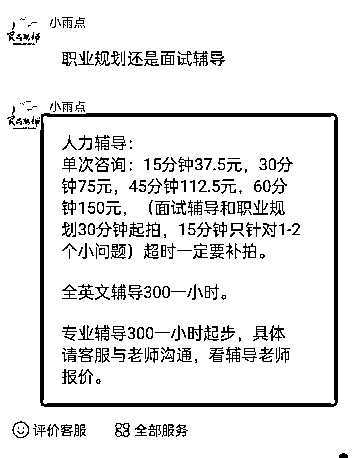 小雨点
职业规划还是面试辅导
小雨点
人力辅导：
单次咨询：15分钟37.5元，30分
钟75元，45分钟112.5元，60分
钟150元，（面试辅导和职业规
划30分钟起拍，15分钟只针对1-2
个小问题）超时一定要补拍。
全英文辅导300一小时。
专业辅导300一小时起步，具体
请客服与老师沟通，看辅导老师
报价。
评价客服 全部服务